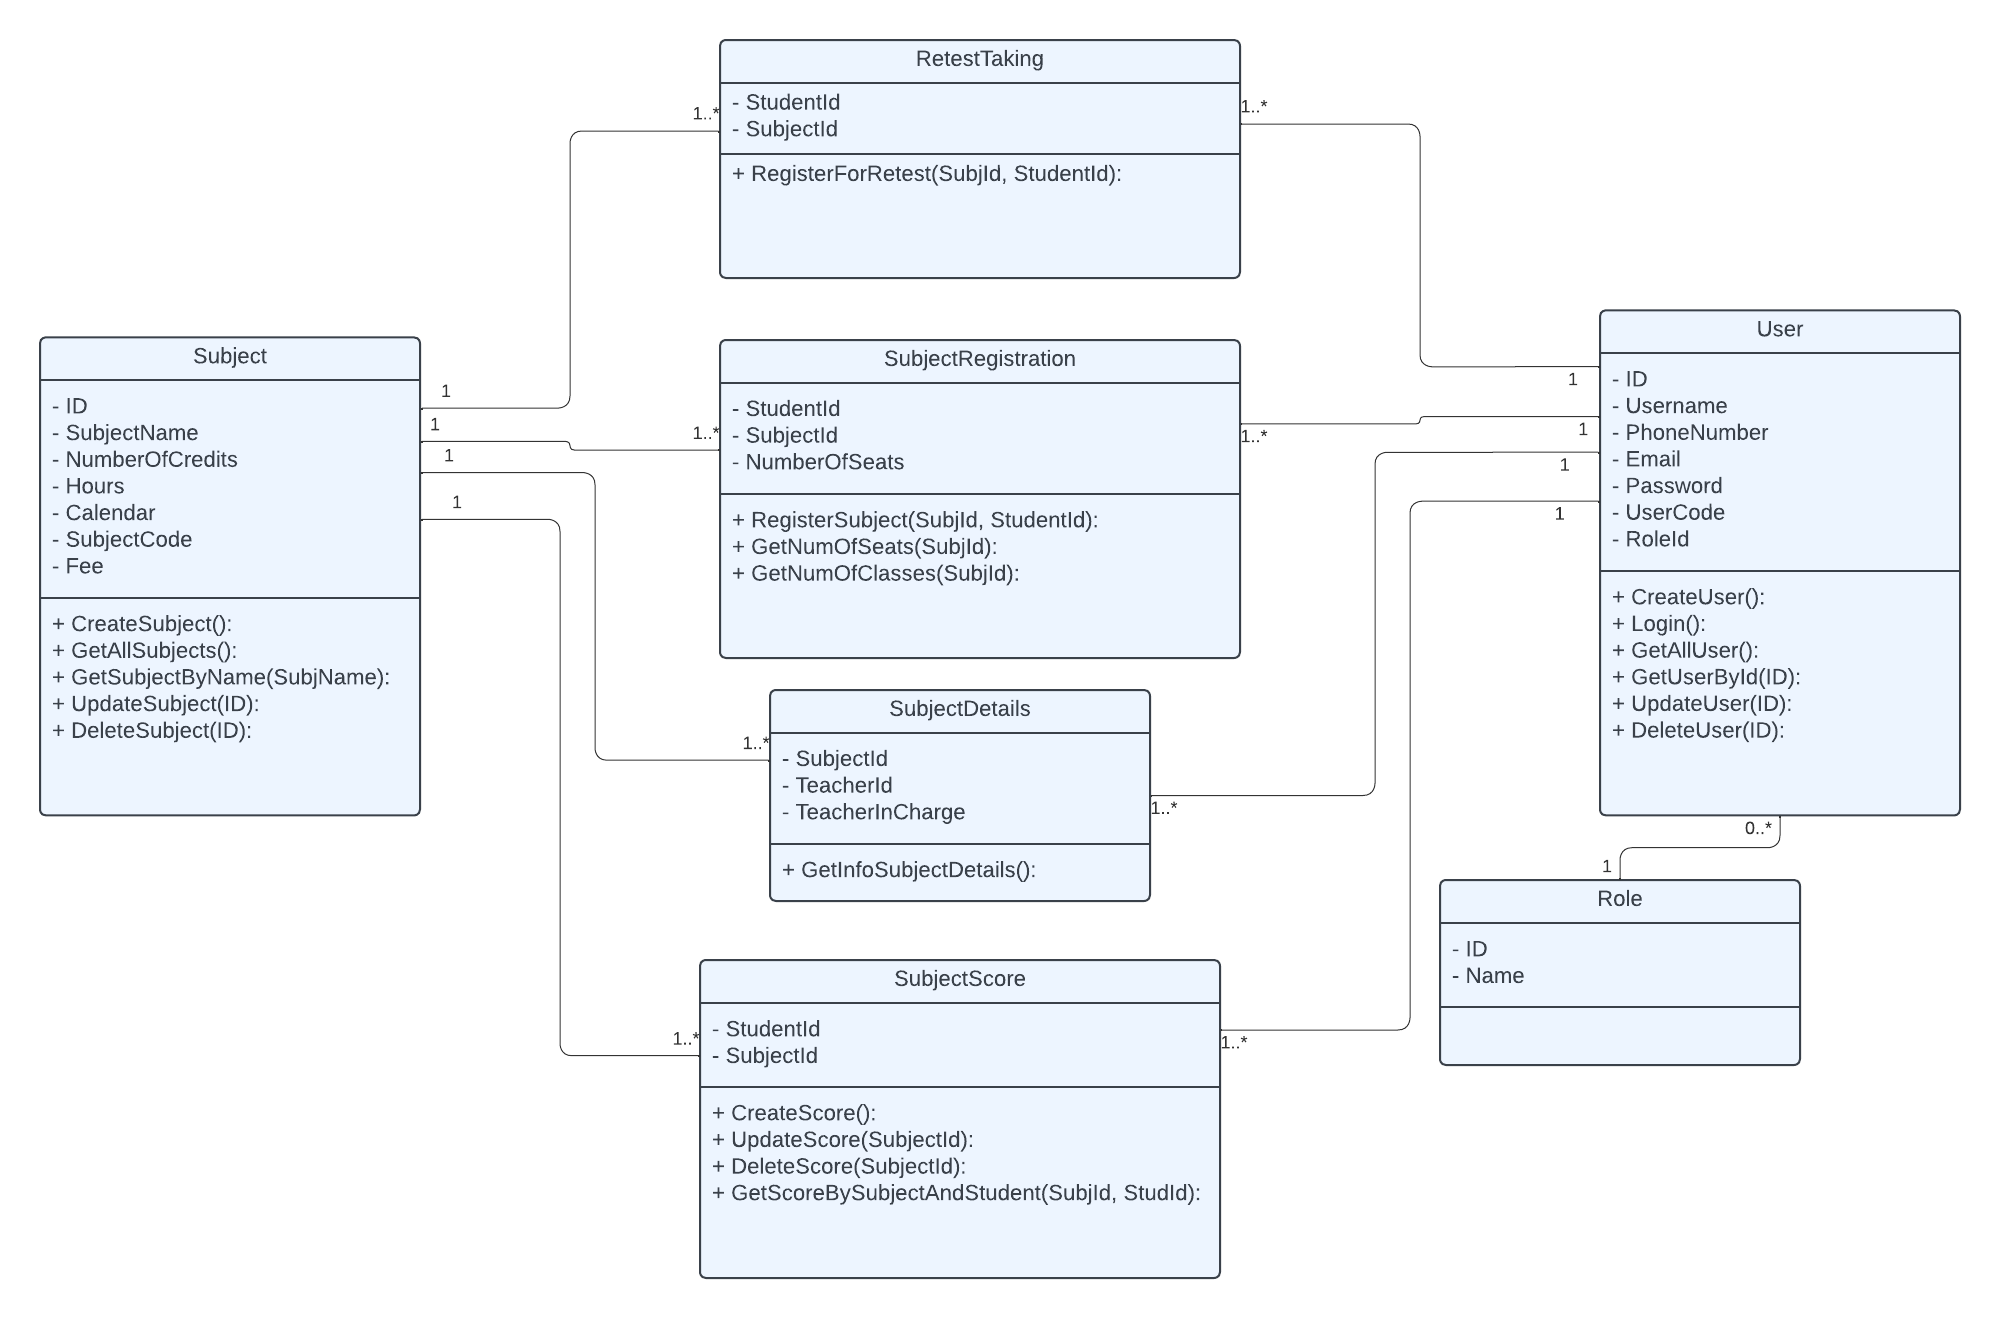 RetestTaking
- StudentId
- SubjectId
+ RegisterForRetest(SubjId, StudentId):
1..*
1..*
Subject
- ID
- SubjectName
- NumberOfCredits
- Hours
- Calendar
- SubjectCode
- Fee
+ CreateSubject():
+ GetAllSubjects():
+ GetSubjectByName(SubjName):
+ UpdateSubject(ID):
+ DeleteSubject(ID):
1
1
1
1
SubjectRegistration
- StudentId
- SubjectId
- NumberOfSeats
+ RegisterSubject(SubjId, StudentId):
+ GetNumOfSeats(SubjId):
+ GetNumOfClasses(SubjId):
1..*
1..*
User
- ID
- Username
- PhoneNumber
- Email
- Password
- UserCode
- RoleId
+ CreateUser():
+ Login():
+ GetAllUser():
+ GetUserById(ID):
+ UpdateUser(ID):
+ DeleteUser(ID):
1
1
1
1
0..*
SubjectDetails
- SubjectId
- TeacherId
- TeacherInCharge
+ GetInfoSubjectDetails():
1..*
1..*
1
Role
- ID
- Name
SubjectScore
- StudentId
- SubjectId
+ CreateScore():
+ UpdateScore(SubjectId):
+ DeleteScore(SubjectId):
+ GetScoreBySubjectAndStudent(SubjId, StudId):
1..*
1..*